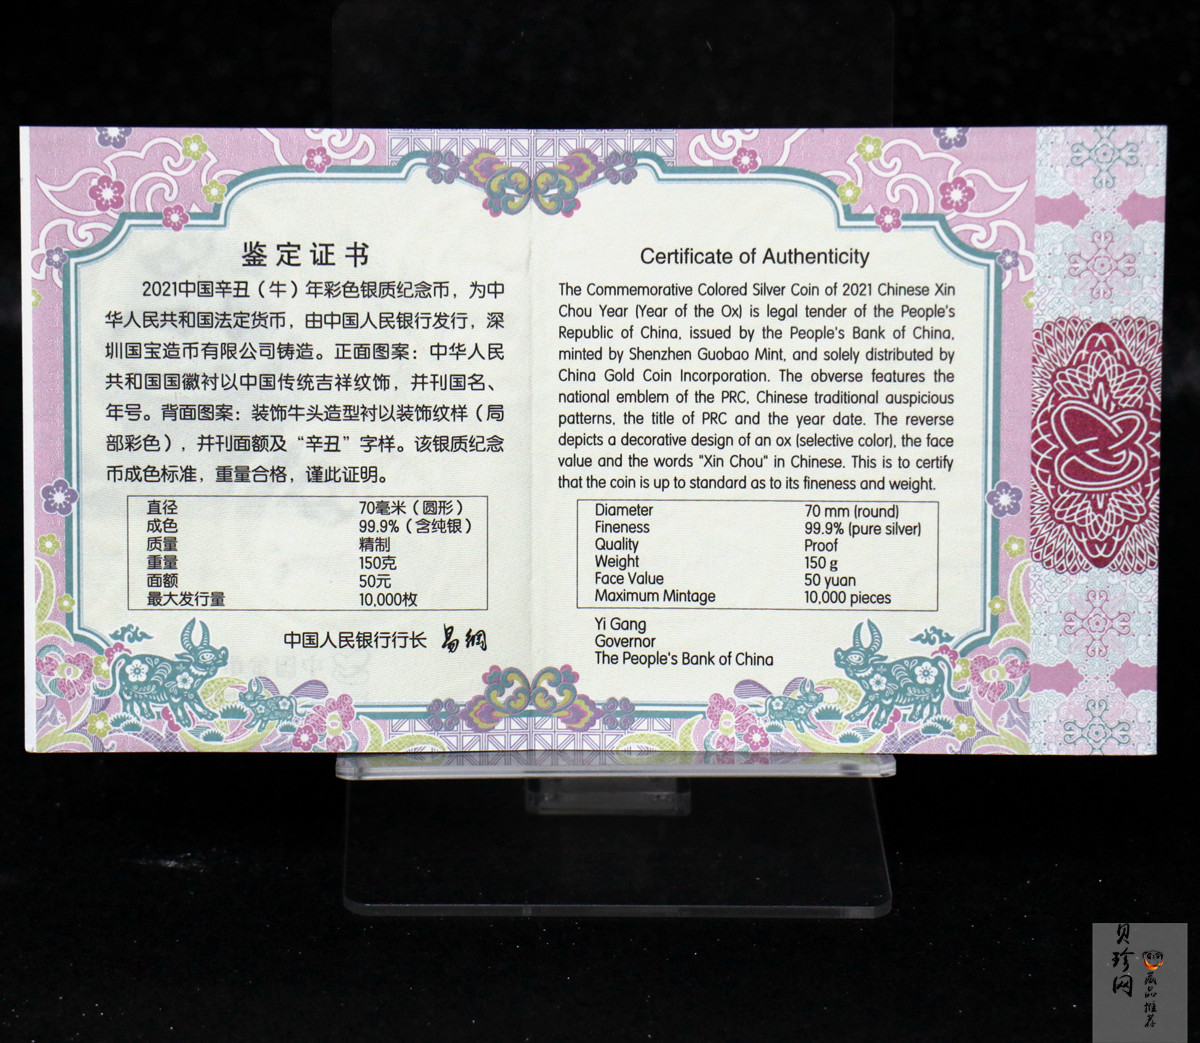 鉴定证书
2021中国辛丑（牛）年彩色银质纪念币，为中
华人民共和国法定货币，由中国人民银行发行，深
圳国宝造币有限公司铸造。正面图案：中华人民
共和国国徽衬以中国传统吉祥纹饰，并刊国名、
年号。背面图案：装饰牛头造型衬以装饰纹样（局
部彩色），并刊面额及“辛丑”字样。该银质纪念
币成色标准，重量合格，谨此证明。
直径 70毫米（圆形）
成色 99.9%（含纯银）
质量 精制
重量 150克
面额 50元
最大发行量 10,000枚
中国人民银行行长 易纲
Certificate of Authenticity
The Commemorative Colored Silver Coin of 2021 Chinese Xin
Chou Year (Year of the Ox) is legal tender of the People's
Republic of China, issued by the People's Bank of China,
minted by Shenzhen Guobao Mint, and solely distributed by
China Gold Coin Incorporation. The obverse features the
national emblem of the PRC, Chinese traditional auspicious
patterns, the title of PRC and the year date. The reverse
depicts a decorative design of an ox (selective color), the face
value and the words "Xin Chou" in Chinese. This is to certify
that the coin is up to standard as to its fineness and weight.
Diameter 70 mm (round)
Fineness 99.9% (pure silver)
Quality Proof
Weight 150 g
Face Value 50 yuan
Maximum Mintage 10,000 pieces
Yi Gang
Governor
The People's Bank of China
贝珍网
藏品推荐